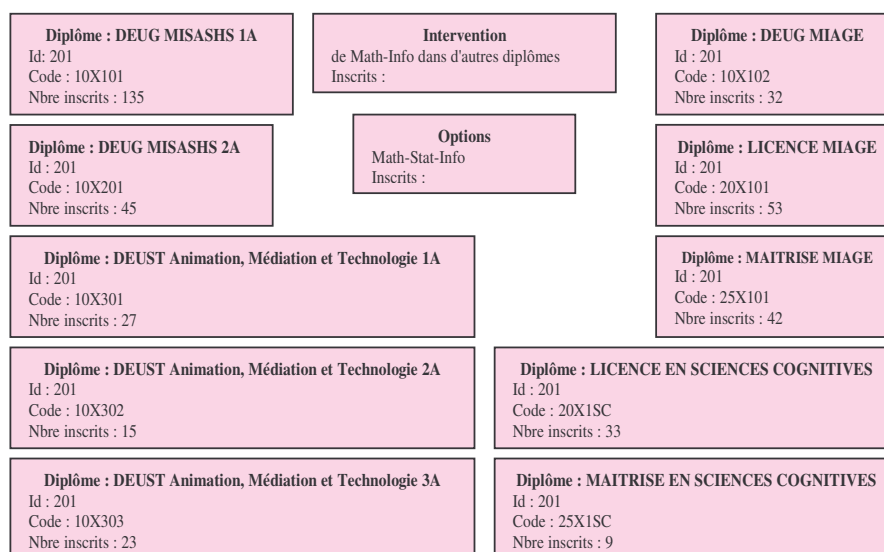 Diplôme : DEUG MISASHS 1A
Id: 201
Code : 10X101
Nbre inscrits : 135
Intervention
de Math-Info dans d'autres diplômes
Inscrits :
Diplôme : DEUG MIAGE
Id : 201
Code : 10X102
Nbre inscrits : 32
Diplôme : DEUG MISASHS 2A
Id : 201
Code : 10X201
Nbre inscrits : 45
Options
Math-Stat-Info
Inscrits :
Diplôme : LICENCE MIAGE
Id : 201
Code : 20X101
Nbre inscrits : 53
Diplôme : DEUST Animation, Médiation et Technologie 1A
Id : 201
Code : 10X301
Nbre inscrits : 27
Diplôme : MAITRISE MIAGE
Id : 201
Code : 25X101
Nbre inscrits : 42
Diplôme : DEUST Animation, Médiation et Technologie 2A
Id : 201
Code : 10X302
Nbre inscrits : 15
Diplôme : LICENCE EN SCIENCES COGNITIVES
Id : 201
Code : 20X1SC
Nbre inscrits : 33
Diplôme : DEUST Animation, Médiation et Technologie 3A
Id : 201
Code : 10X303
Nbre inscrits : 23
Diplôme : MAITRISE EN SCIENCES COGNITIVES
Id : 201
Code : 25X1SC
Nbre inscrits : 9